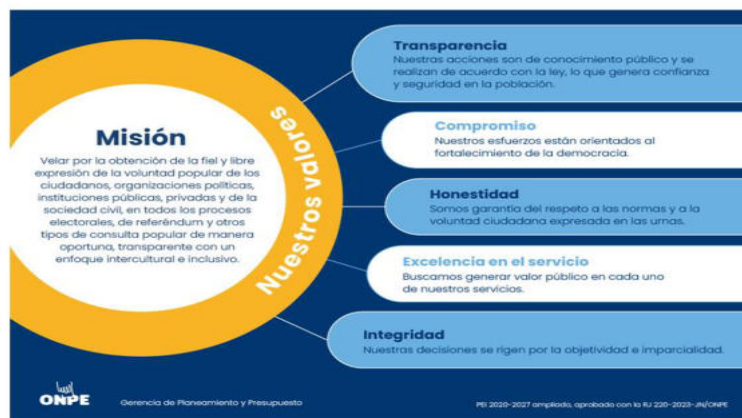 Misión
Velar por la obtención de la fiel y libre
expresión de la voluntad popular de los
ciudadanos, organizaciones políticas,
instituciones públicas, privadas y de la
sociedad civil, en todos los procesos
electorales, de referéndum y otros
tipos de consulta popular de manera
oportuna, transparente con un
enfoque intercultural e inclusivo.
Nuestros valores
Transparencia
Nuestras acciones son de conocimiento público y se
realizan de acuerdo con la ley, lo que genera confianza
y seguridad en la población.
Compromiso
Nuestros esfuerzos están orientados al
fortalecimiento de la democracia.
Honestidad
Somos garantía del respeto a las normas y a la
voluntad ciudadana expresada en las urnas.
Excelencia en el servicio
Buscamos generar valor público en cada uno
de nuestros servicios.
Integridad
Nuestras decisiones se rigen por la objetividad e imparcialidad.
ONPE
Gerencia de Planeamiento y Presupuesto
PEI 2020-2027 ampliado, aprobado con la RJ 220-2023-JN/ONPE